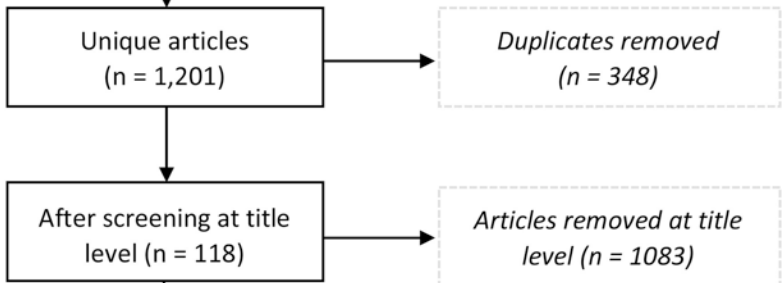 Unique articles
(n = 1,201)
Duplicates removed
(n = 348)
After screening at title
level (n = 118)
Articles removed at title
level (n = 1083)